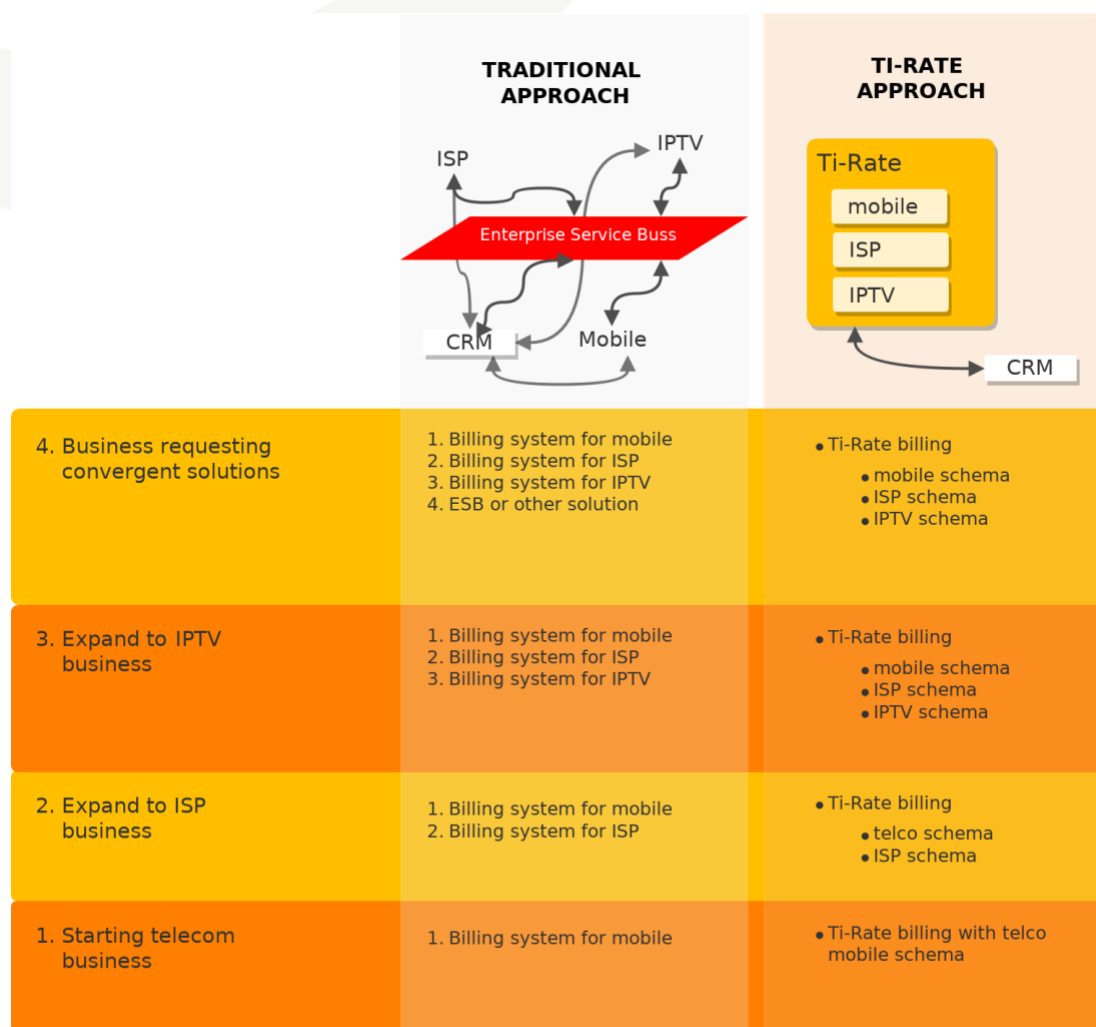 TRADITIONAL
APPROACH
ISP
IPTV
Enterprise Service Buss
CRM
Mobile
TI-RATE
APPROACH
Ti-Rate
mobile
ISP
IPTV
CRM
4. Business requesting
convergent solutions
1. Billing system for mobile
2. Billing system for ISP
3. Billing system for IPTV
4. ESB or other solution
• Ti-Rate billing
• mobile schema
• ISP schema
• IPTV schema
3. Expand to IPTV
business
1. Billing system for mobile
2. Billing system for ISP
3. Billing system for IPTV
• Ti-Rate billing
• mobile schema
• ISP schema
• IPTV schema
2. Expand to ISP
business
1. Billing system for mobile
2. Billing system for ISP
• Ti-Rate billing
• telco schema
• ISP schema
1. Starting telecom
business
1. Billing system for mobile
• Ti-Rate billing with telco
mobile schema